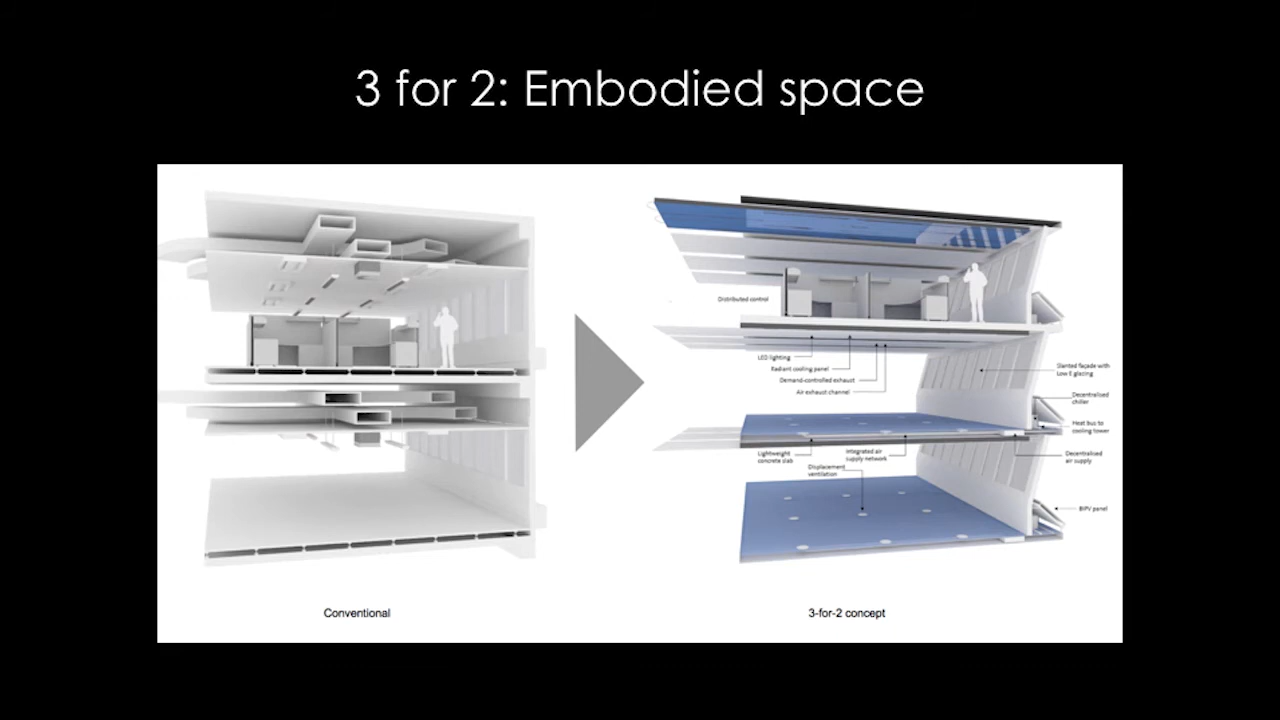 3 for 2: Embodied space
Distributed control
LED lighting
Radiant cooling panel
Demand-controlled exhaust
Air exhaust channel
Slanted façade with
Low E glazing
Decentralised
chiller
Heat bus to
cooling tower
Lightweight
concrete slab
Integrated air
supply network
Decentralised
air supply
Displacement
ventilation
BIPV panel
Conventional
3-for-2 concept